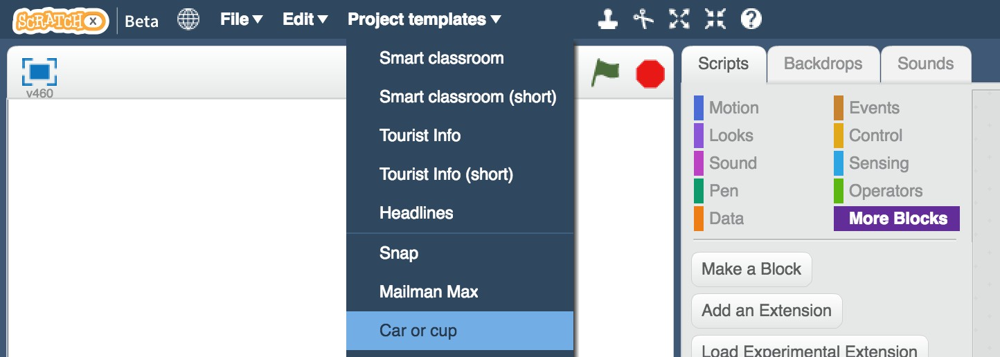 SCRATCH X Beta File ▼ Edit ▼ Project templates ▼ ?
v460
Smart classroom
Smart classroom (short)
Tourist Info
Tourist Info (short)
Headlines
Snap
Mailman Max
Car or cup
Scripts Backdrops Sounds
Motion Events
Looks Control
Sound Sensing
Pen Operators
Data More Blocks
Make a Block
Add an Extension
Load Experimental Extension